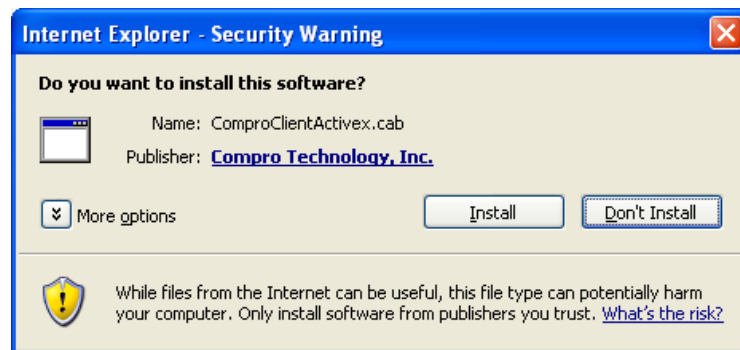 Internet Explorer - Security Warning
Do you want to install this software?
Name: ComproClientActivex.cab
Publisher: Compro Technology, Inc.
More options
Install
Don't Install
While files from the Internet can be useful, this file type can potentially harm
your computer. Only install software from publishers you trust. What's the risk?